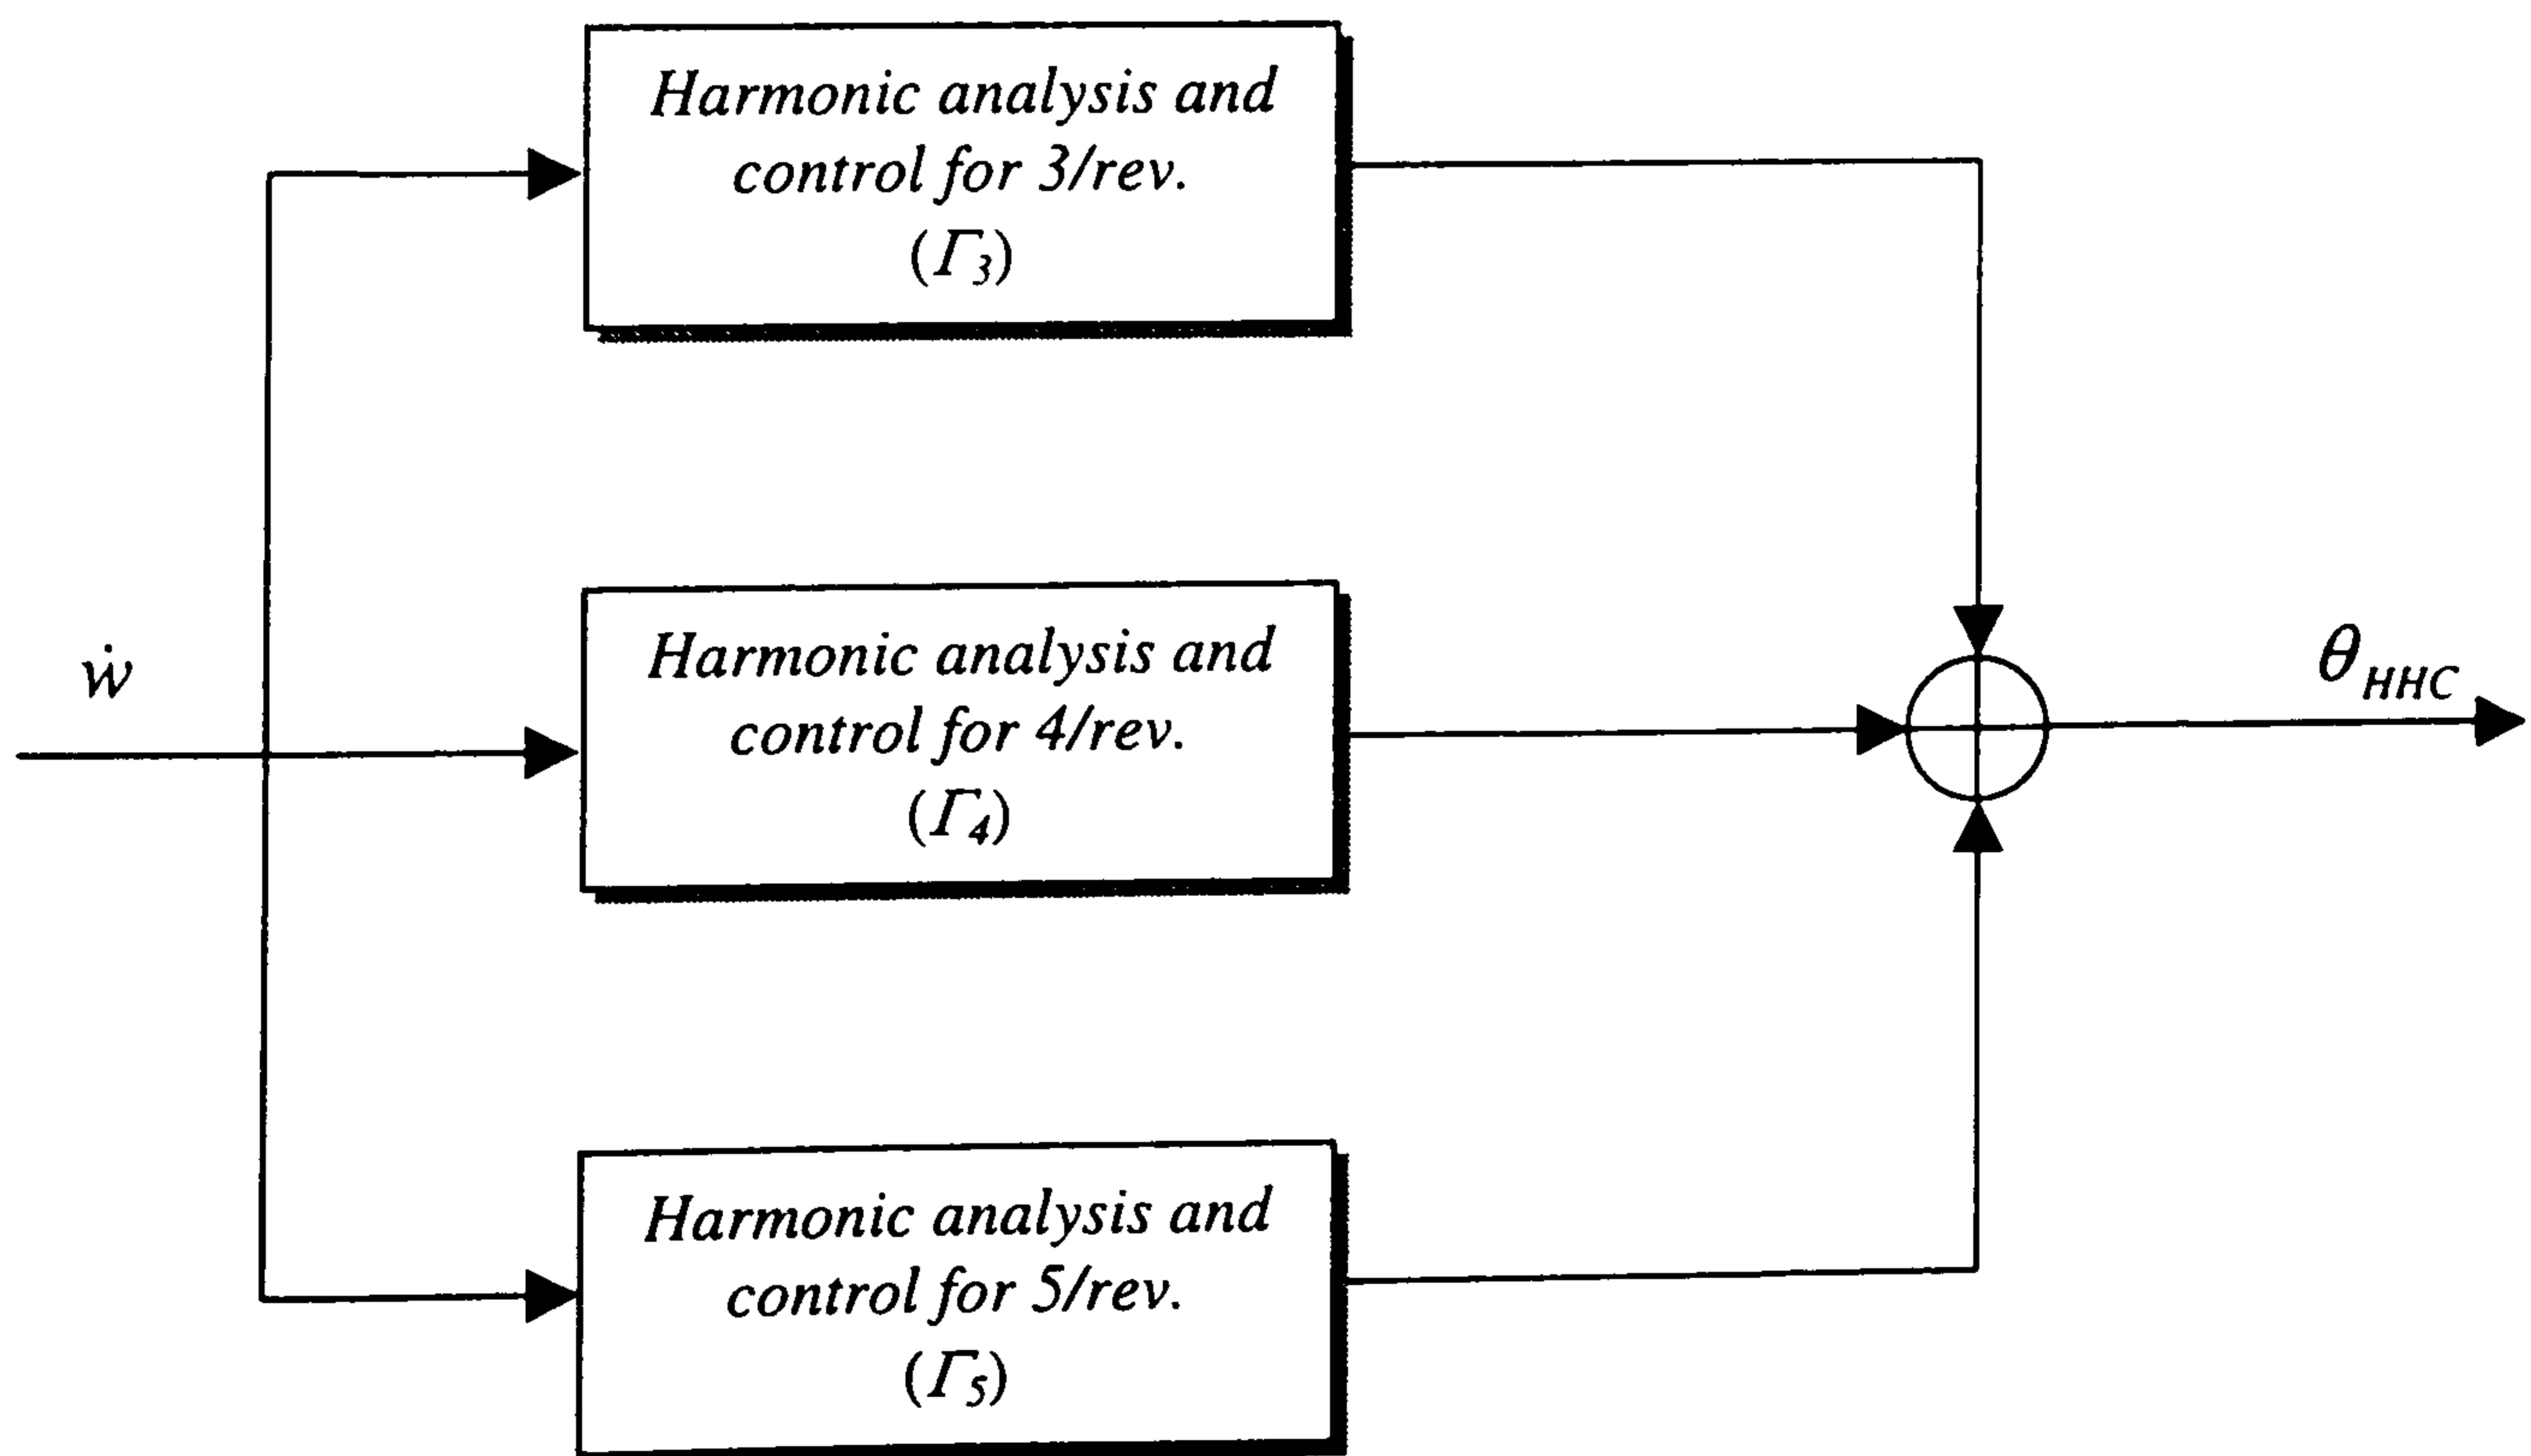 Harmonic analysis and
control for 3/rev.
(Γ₃)
ẇ
Harmonic analysis and
control for 4/rev.
(Γ₄)
θ_HHC
Harmonic analysis and
control for 5/rev.
(Γ₅)